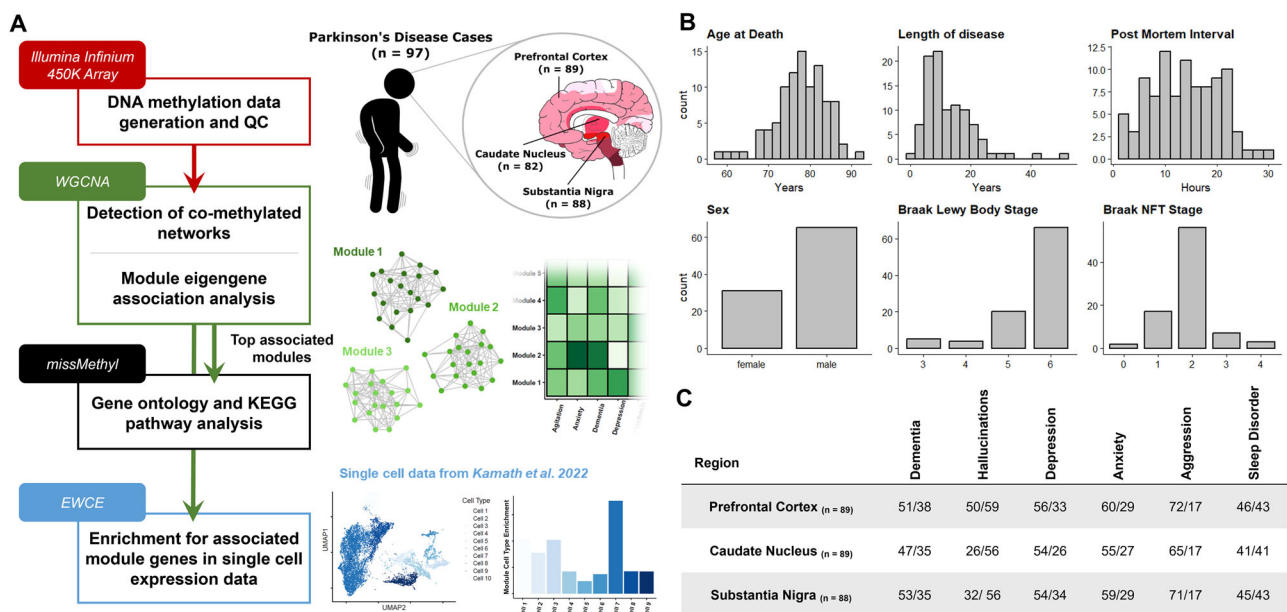 A
Illumina Infinium
450K Array
DNA methylation data
generation and QC
WGCNA
Detection of co-methylated
networks
Module eigengene
association analysis
Top associated
modules
missMethyl
Gene ontology and KEGG
pathway analysis
EWCE
Enrichment for associated
module genes in single cell
expression data
Parkinson's Disease Cases
(n = 97)
Prefrontal Cortex
(n = 89)
Caudate Nucleus
(n = 82)
Substantia Nigra
(n = 88)
Module 1
Module 2
Module 3
Module 5
Module 4
Module 3
Module 2
Module 1
Agitation
Anxiety
Dementia
Depression
Single cell data from Kamath et al. 2022
UMAP1
UMAP2
Cell Type
Cell 1
Cell 2
Cell 3
Cell 4
Cell 5
Cell 6
Cell 7
Cell 8
Cell 9
Cell 10
Module Cell Type Enrichment
B
Age at Death
count
15
10
5
0
60 70 80 90
Years
Length of disease
20
15
10
5
0
0 20 40
Years
Post Mortem Interval
12.5
10.0
7.5
5.0
2.5
0.0
0 10 20 30
Hours
Sex
count
60
40
20
0
female male
Braak Lewy Body Stage
60
40
20
0
3 4 5 6
Braak NFT Stage
60
40
20
0
0 1 2 3 4
C
Region Dementia Hallucinations Depression Anxiety Aggression Sleep Disorder
Prefrontal Cortex (n = 89) 51/38 50/59 56/33 60/29 72/17 46/43
Caudate Nucleus (n = 89) 47/35 26/56 54/26 55/27 65/17 41/41
Substantia Nigra (n = 88) 53/35 32/ 56 54/34 59/29 71/17 45/43